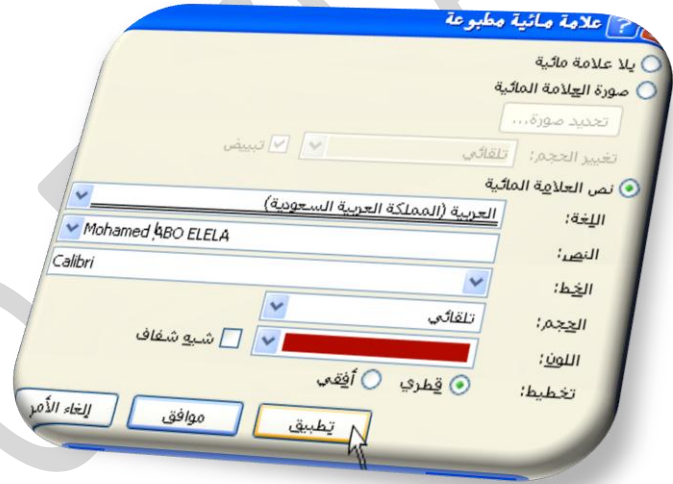 علامة مائية مطبوعة
بلا علامة مائية
صورة العلامة المائية
تحديد صورة...
تغيير الحجم: تلقائي تبييض
نص العلامة المائية
اللغة: العربية (المملكة العربية السعودية)
النص: Mohamed ABO ELELA
الخط: Calibri
الحجم: تلقائي
اللون: شبه شفاف
تخطيط: قطري أفقي
تطبيق موافق إلغاء الأمر